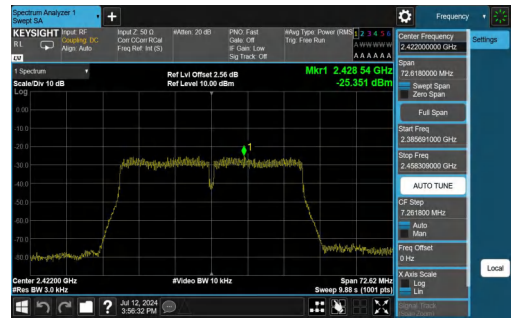 Spectrum Analyzer 1
Swept SA
+
Frequency
KEYSIGHT
RL
LV
Input: RF
Coupling: DC
Align: Auto
Input Z: 50 Ω
Corr CCorr RCal
Freq Ref: Int (S)
#Atten: 20 dB
PNO: Fast
Gate: Off
IF Gain: Low
Sig Track: Off
#Avg Type: Power (RMS
Trig: Free Run
1 2 3 4 5 6
A W W W W W
A A A A A A
1 Spectrum
Scale/Div 10 dB
Log
Ref Lvl Offset 2.56 dB
Ref Level 10.00 dBm
Mkr1 2.428 54 GHz
-25.351 dBm
1
0.00
-10.0
-20.0
-30.0
-40.0
-50.0
-60.0
-70.0
-80.0
Center 2.42200 GHz
#Res BW 3.0 kHz
#Video BW 10 kHz
Span 72.62 MHz
Sweep 9.88 s (1001 pts)
Center Frequency
2.422000000 GHz
Settings
Span
72.6180000 MHz
Swept Span
Zero Span
Full Span
Start Freq
2.385691000 GHz
Stop Freq
2.458309000 GHz
AUTO TUNE
CF Step
7.261800 MHz
Auto
Man
Freq Offset
0 Hz
X Axis Scale
Log
Lin
Local
Signal Track
?
Jul 12, 2024
3:56:32 PM